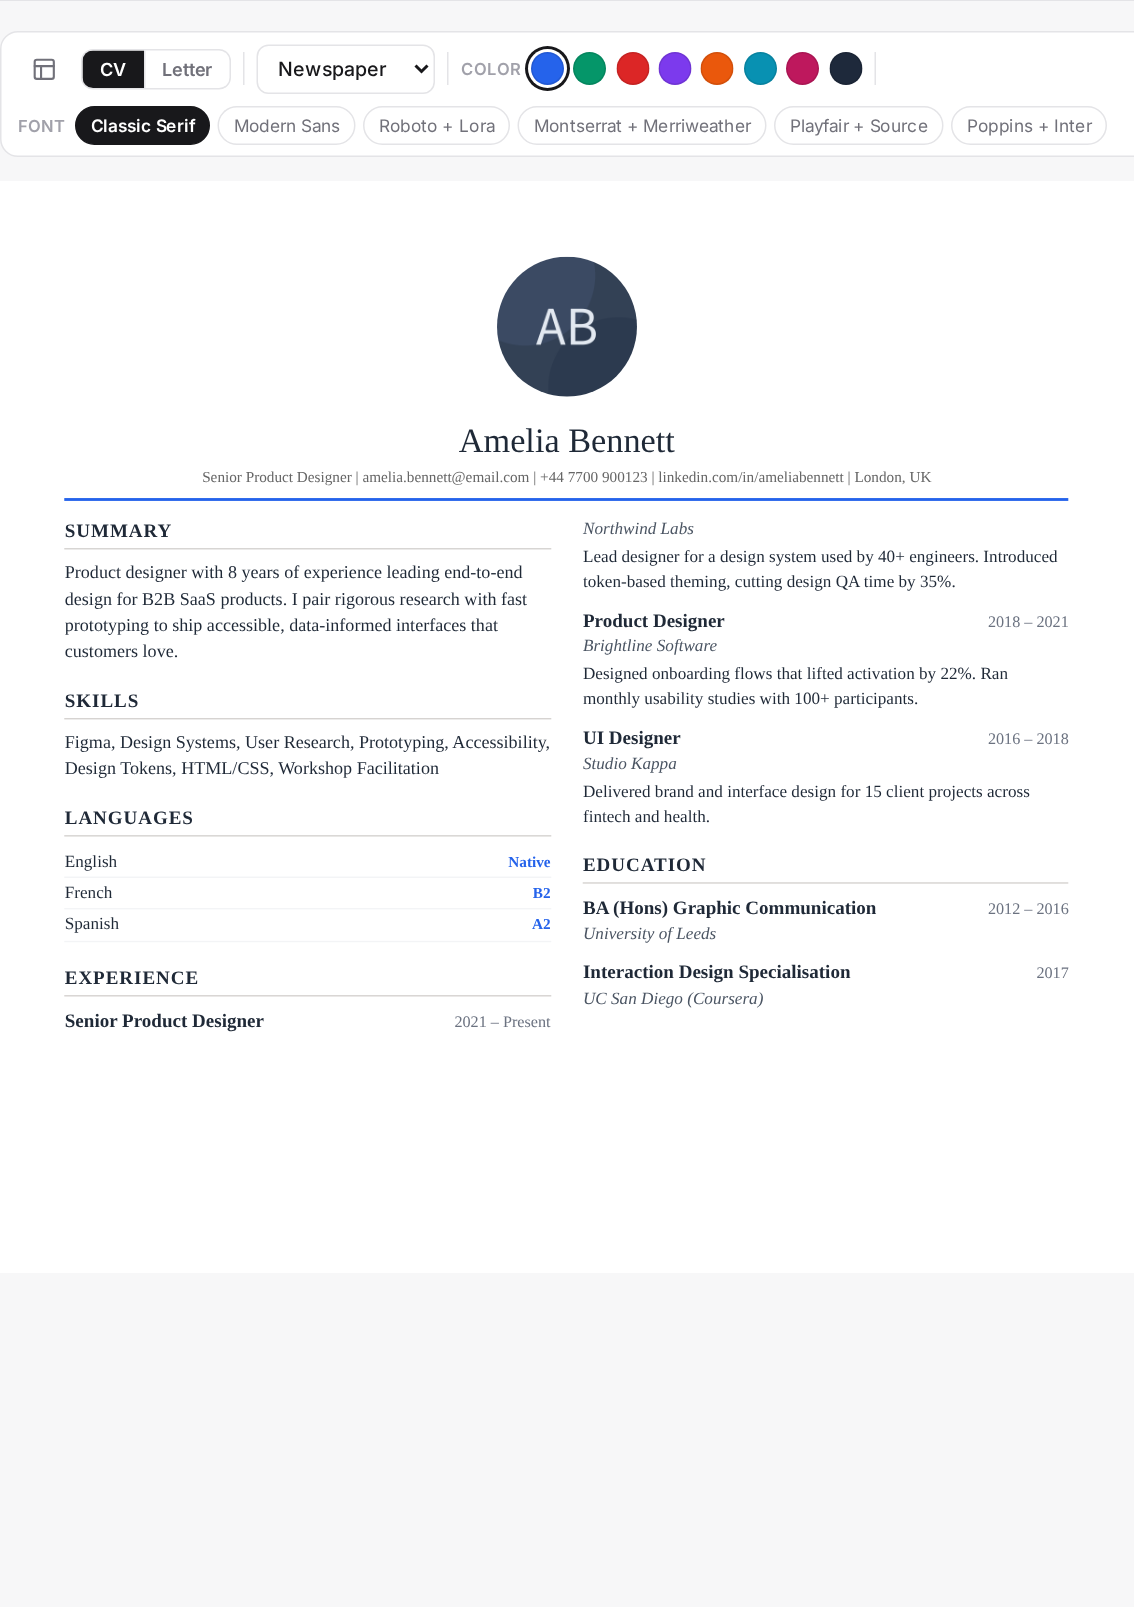 CV
Letter
Newspaper
COLOR
FONT
Classic Serif
Modern Sans
Roboto + Lora
Montserrat + Merriweather
Playfair + Source
Poppins + Inter
AB
Amelia Bennett
Senior Product Designer | amelia.bennett@email.com | +44 7700 900123 | linkedin.com/in/ameliabennett | London, UK
SUMMARY
Product designer with 8 years of experience leading end-to-end
design for B2B SaaS products. I pair rigorous research with fast
prototyping to ship accessible, data-informed interfaces that
customers love.
SKILLS
Figma, Design Systems, User Research, Prototyping, Accessibility,
Design Tokens, HTML/CSS, Workshop Facilitation
LANGUAGES
English Native
French B2
Spanish A2
EXPERIENCE
Senior Product Designer 2021 – Present
Northwind Labs
Lead designer for a design system used by 40+ engineers. Introduced
token-based theming, cutting design QA time by 35%.
Product Designer 2018 – 2021
Brightline Software
Designed onboarding flows that lifted activation by 22%. Ran
monthly usability studies with 100+ participants.
UI Designer 2016 – 2018
Studio Kappa
Delivered brand and interface design for 15 client projects across
fintech and health.
EDUCATION
BA (Hons) Graphic Communication 2012 – 2016
University of Leeds
Interaction Design Specialisation 2017
UC San Diego (Coursera)